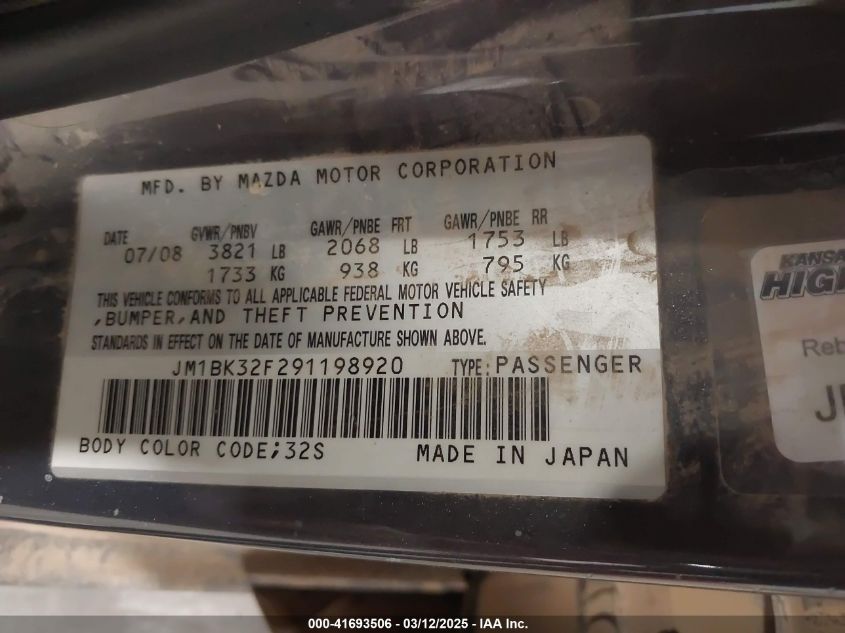 MFD. BY MAZDA MOTOR CORPORATION
DATE GVWR/PNBV GAWR/PNBE FRT GAWR/PNBE RR
07/08 3821 LB 2068 LB 1753 LB
1733 KG 938 KG 795 KG
THIS VEHICLE CONFORMS TO ALL APPLICABLE FEDERAL MOTOR VEHICLE SAFETY
,BUMPER,AND THEFT PREVENTION
STANDARDS IN EFFECT ON THE DATE OF MANUFACTURE SHOWN ABOVE.
JM1BK32F291198920 TYPE: PASSENGER
BODY COLOR CODE;32S MADE IN JAPAN
KANSA
HIG
Reb
000-41693506 - 03/12/2025 - IAA Inc.